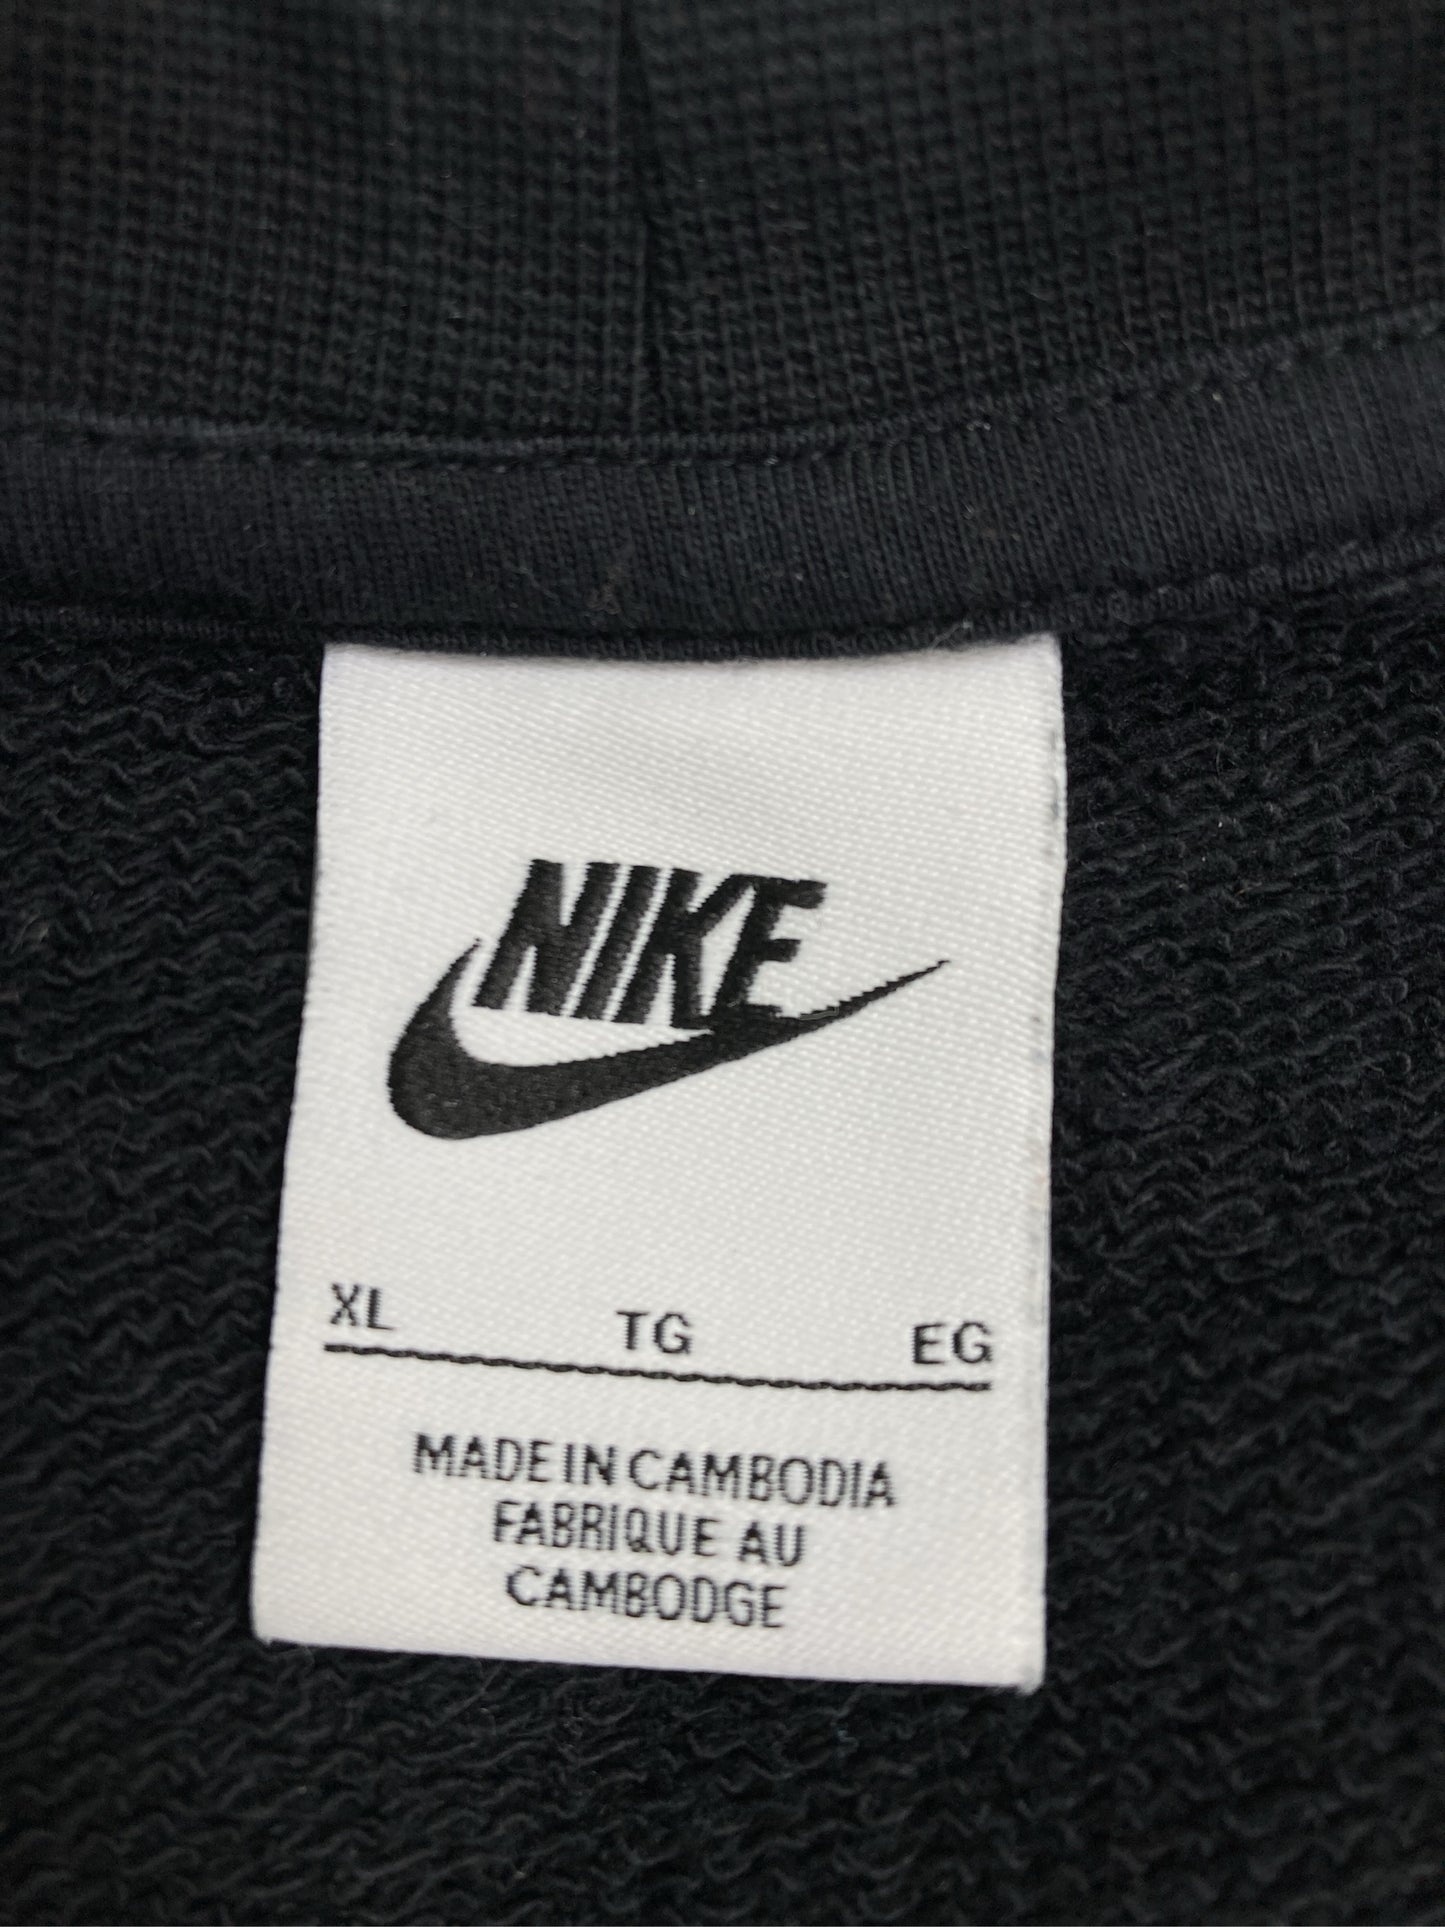 NIKE
XL TG EG
MADE IN CAMBODIA
FABRIQUE AU
CAMBODGE